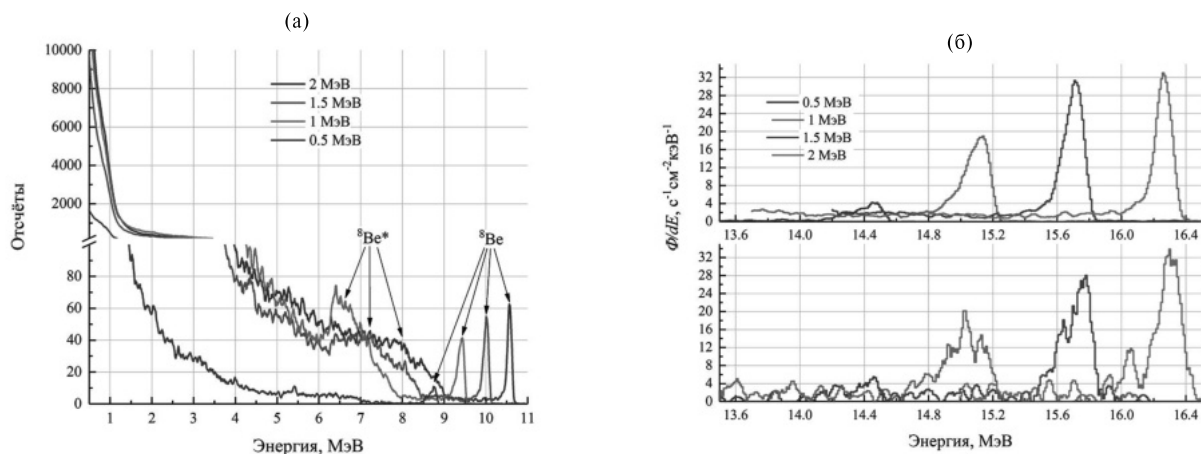 (а)
10000
8000
6000
4000
2000
80
60
40
20
0
Отсчёты
2 МэВ
1.5 МэВ
1 МэВ
0.5 МэВ
⁸Be*
⁸Be
1 2 3 4 5 6 7 8 9 10 11
Энергия, МэВ
(б)
32
28
24
20
16
12
8
4
0
0.5 МэВ
1 МэВ
1.5 МэВ
2 МэВ
13.6 14.0 14.4 14.8 15.2 15.6 16.0 16.4
Ф/dE, с⁻¹ см⁻² кэВ⁻¹
32
28
24
20
16
12
8
4
0
13.6 14.0 14.4 14.8 15.2 15.6 16.0 16.4
Энергия, МэВ